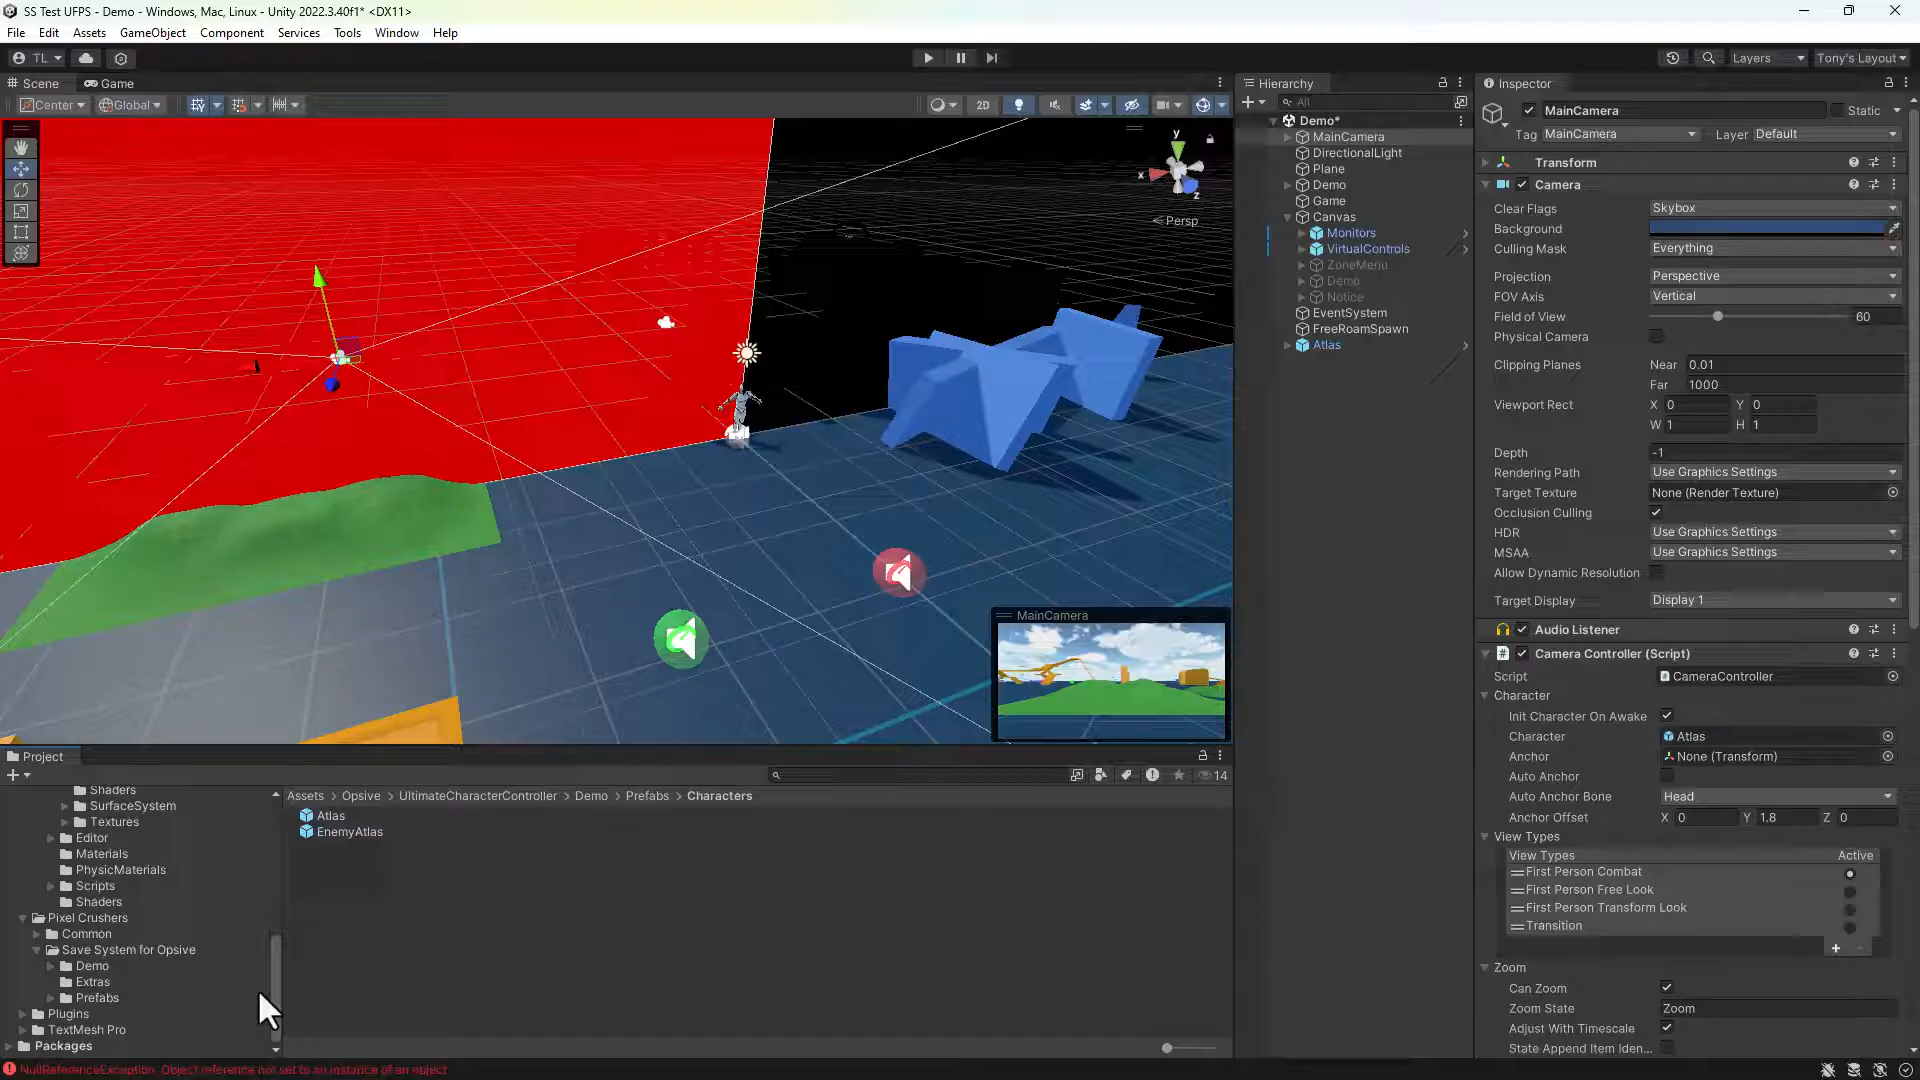 SS Test UFPS - Demo - Windows, Mac, Linux - Unity 2022.3.40f1* <DX11>
File Edit Assets GameObject Component Services Tools Window Help
TL Layers Tony's Layout
Scene Game
Center Global 2D
y
x
z
Persp
MainCamera
Hierarchy
All
Demo*
MainCamera
DirectionalLight
Plane
Demo
Game
Canvas
Monitors
VirtualControls
ZoneMenu
Demo
Notice
EventSystem
FreeRoamSpawn
Atlas
Inspector
MainCamera Static
Tag MainCamera Layer Default
Transform
Camera
Clear Flags Skybox
Background
Culling Mask Everything
Projection Perspective
FOV Axis Vertical
Field of View 60
Physical Camera
Clipping Planes Near 0.01
Far 1000
Viewport Rect X 0 Y 0
W 1 H 1
Depth -1
Rendering Path Use Graphics Settings
Target Texture None (Render Texture)
Occlusion Culling
HDR Use Graphics Settings
MSAA Use Graphics Settings
Allow Dynamic Resolution
Target Display Display 1
Audio Listener
Camera Controller (Script)
Script CameraController
Character
Init Character On Awake
Character Atlas
Anchor None (Transform)
Auto Anchor
Auto Anchor Bone Head
Anchor Offset X 0 Y 1.8 Z 0
View Types
View Types Active
First Person Combat
First Person Free Look
First Person Transform Look
Transition
Zoom
Can Zoom
Zoom State Zoom
Adjust With Timescale
State Append Item Iden...
Project
14
Shaders
SurfaceSystem
Textures
Editor
Materials
PhysicMaterials
Scripts
Shaders
Pixel Crushers
Common
Save System for Opsive
Demo
Extras
Prefabs
Plugins
TextMesh Pro
Packages
Assets > Opsive > UltimateCharacterController > Demo > Prefabs > Characters
Atlas
EnemyAtlas
NullReferenceException: Object reference not set to an instance of an object